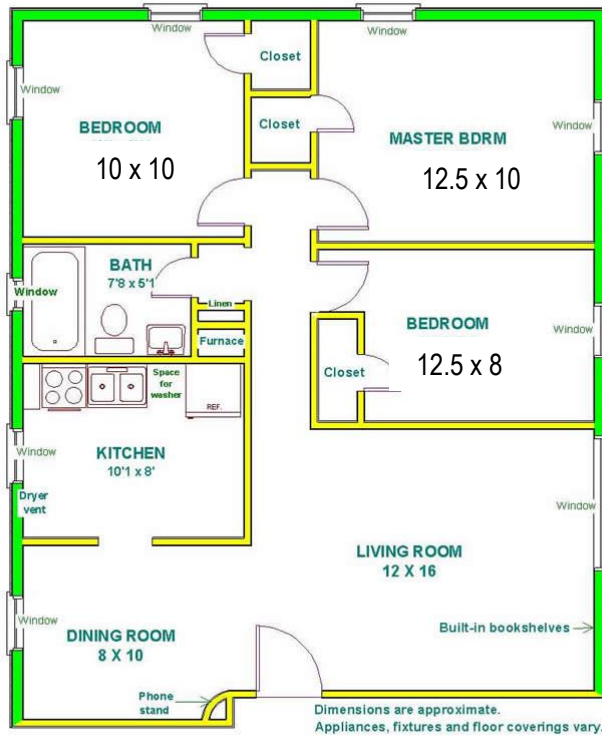 Window
Window
Closet
Window
Closet
Window
BEDROOM
10 x 10
MASTER BDRM
12.5 x 10
BATH
7'8 x 5'1
Window
Linen
Furnace
BEDROOM
12.5 x 8
Window
Closet
Space
for
washer
REF.
KITCHEN
10'1 x 8'
Window
Dryer
vent
Window
LIVING ROOM
12 X 16
Window
DINING ROOM
8 X 10
Built-in bookshelves
Phone
stand
Dimensions are approximate.
Appliances, fixtures and floor coverings vary.